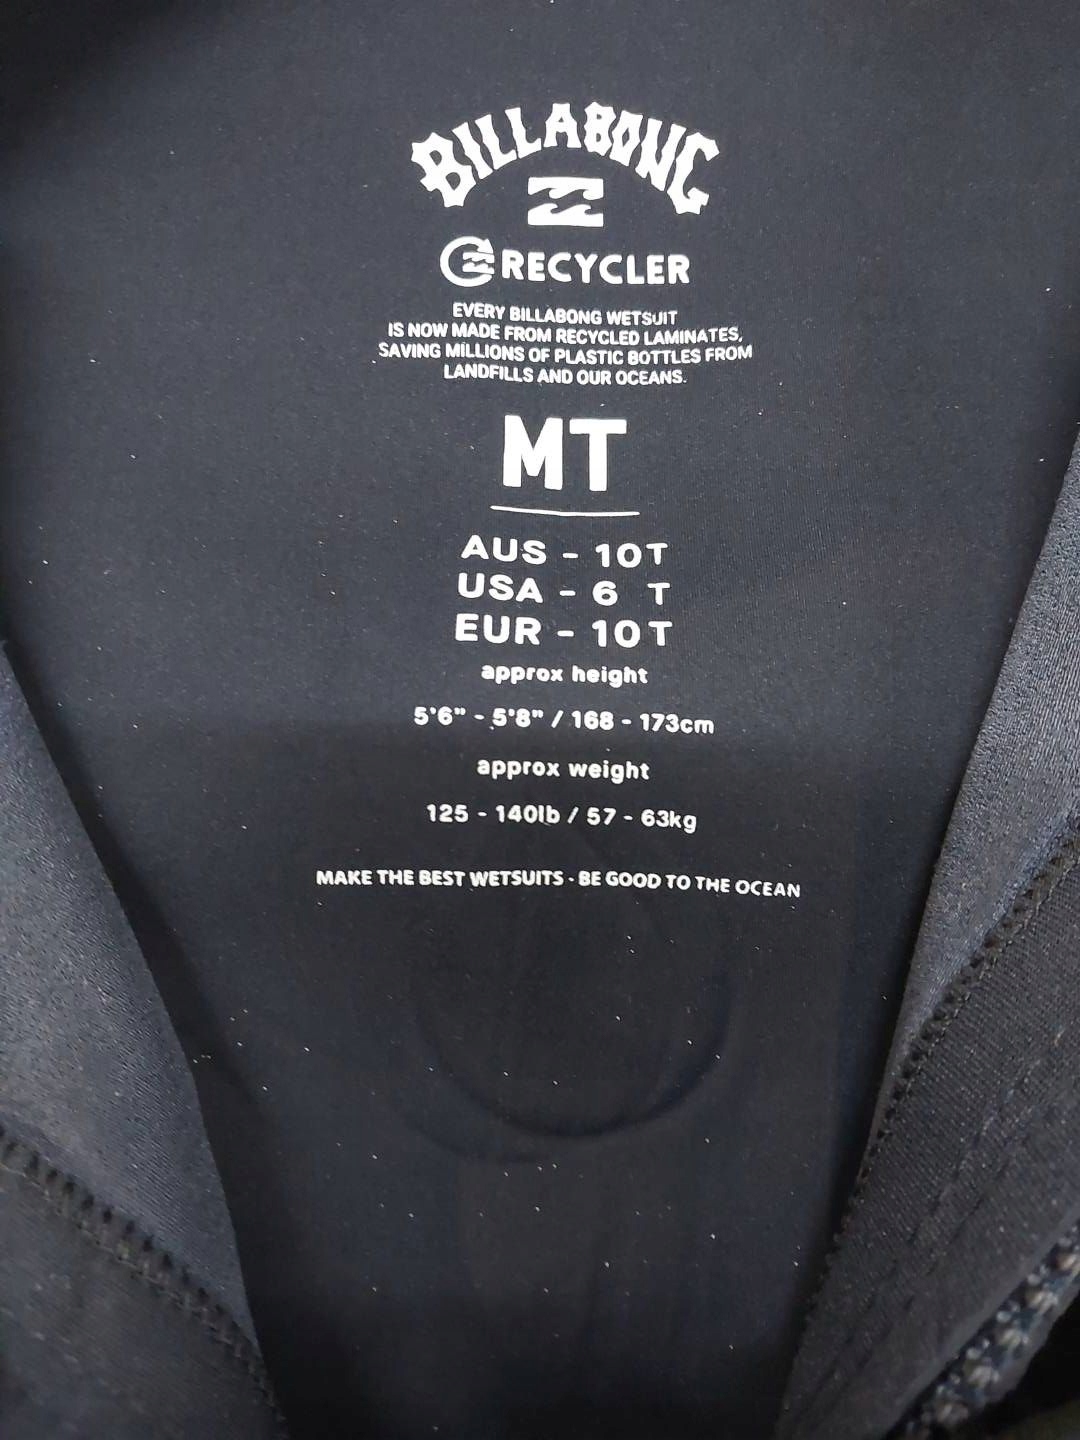 BILLABONG
RECYCLER
EVERY BILLABONG WETSUIT
IS NOW MADE FROM RECYCLED LAMINATES,
SAVING MILLIONS OF PLASTIC BOTTLES FROM
LANDFILLS AND OUR OCEANS.
MT
AUS - 10T
USA - 6 T
EUR - 10T
approx height
5'6" - 5'8" / 168 - 173cm
approx weight
125 - 140lb / 57 - 63kg
MAKE THE BEST WETSUITS · BE GOOD TO THE OCEAN